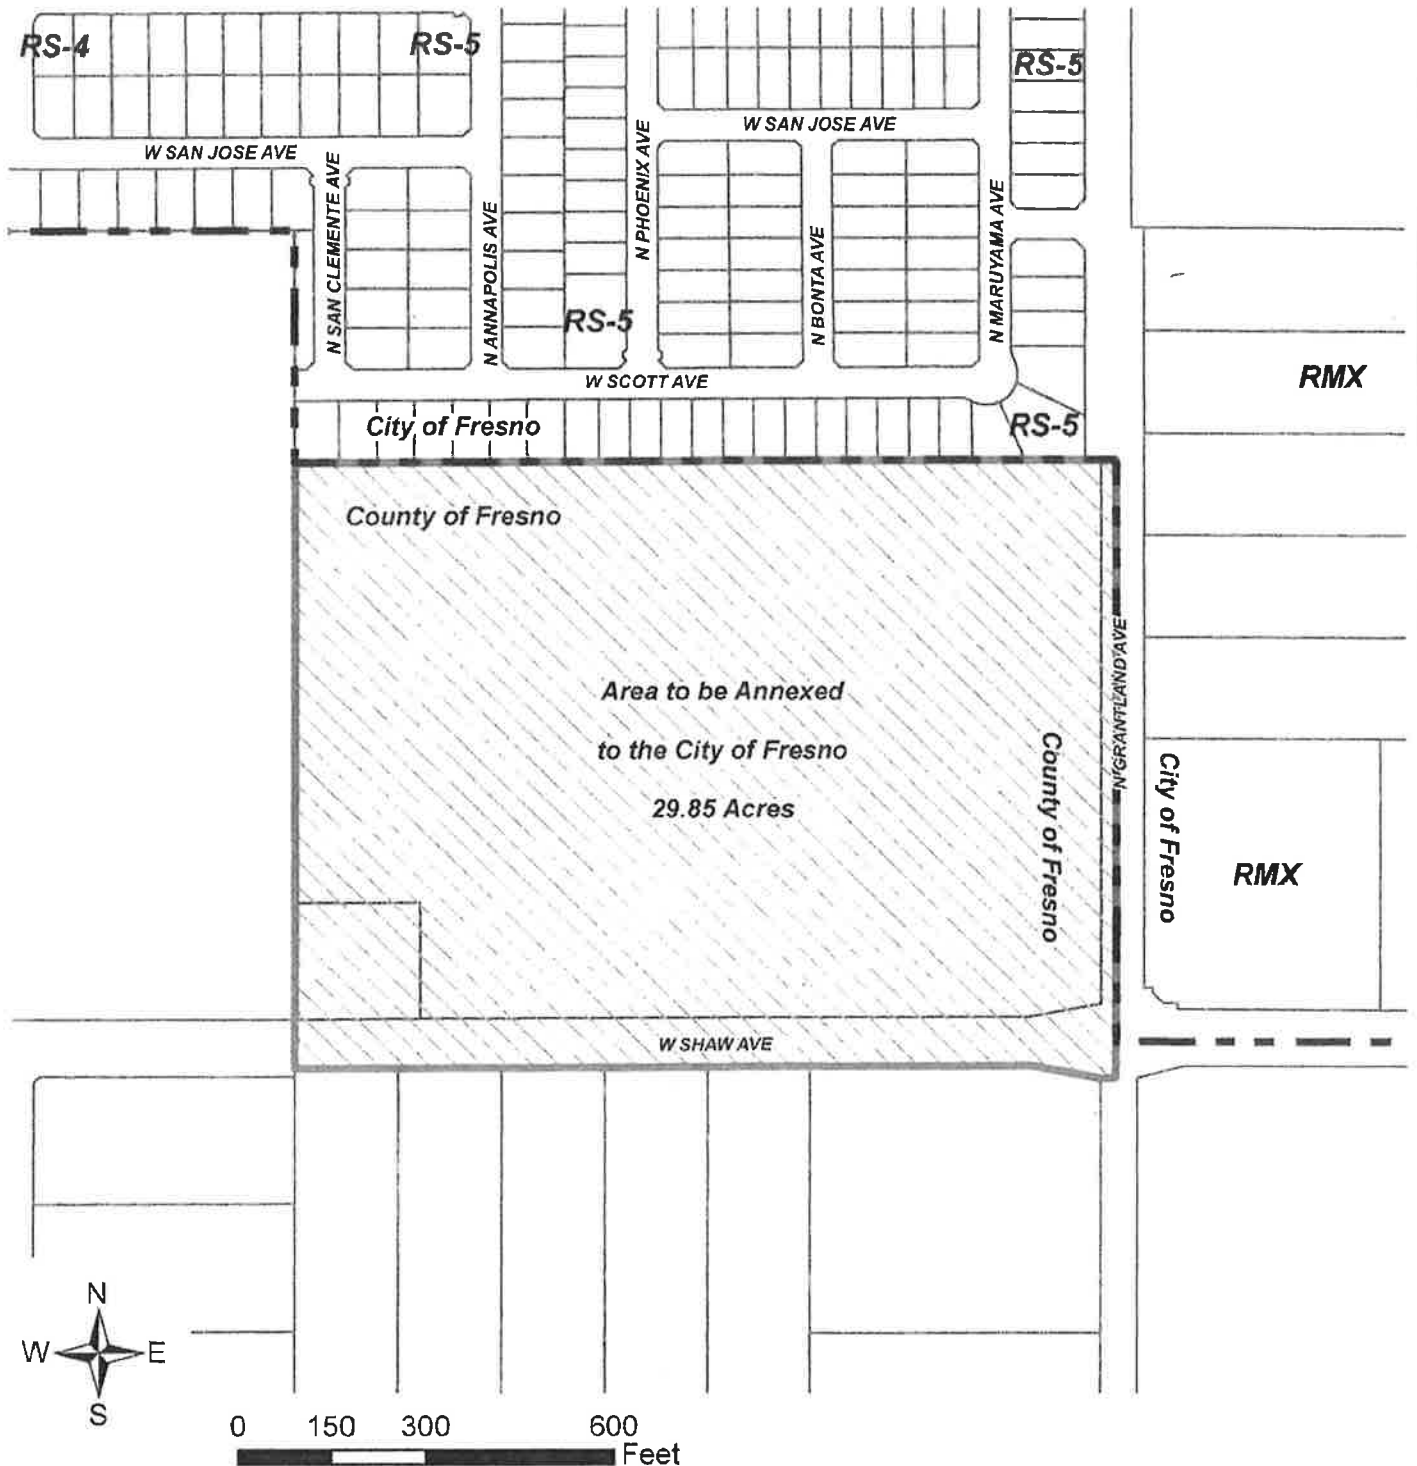 RS-4
RS-5
RS-5
W SAN JOSE AVE
W SAN JOSE AVE
N SAN CLEMENTE AVE
N ANNAPOLIS AVE
N PHOENIX AVE
N BONTA AVE
N MARUYAMA AVE
RS-5
W SCOTT AVE
RMX
City of Fresno
RS-5
County of Fresno
Area to be Annexed
to the City of Fresno
29.85 Acres
County of Fresno
N GRANTLAND AVE
City of Fresno
RMX
W SHAW AVE
N
W E
S
0 150 300 600
Feet